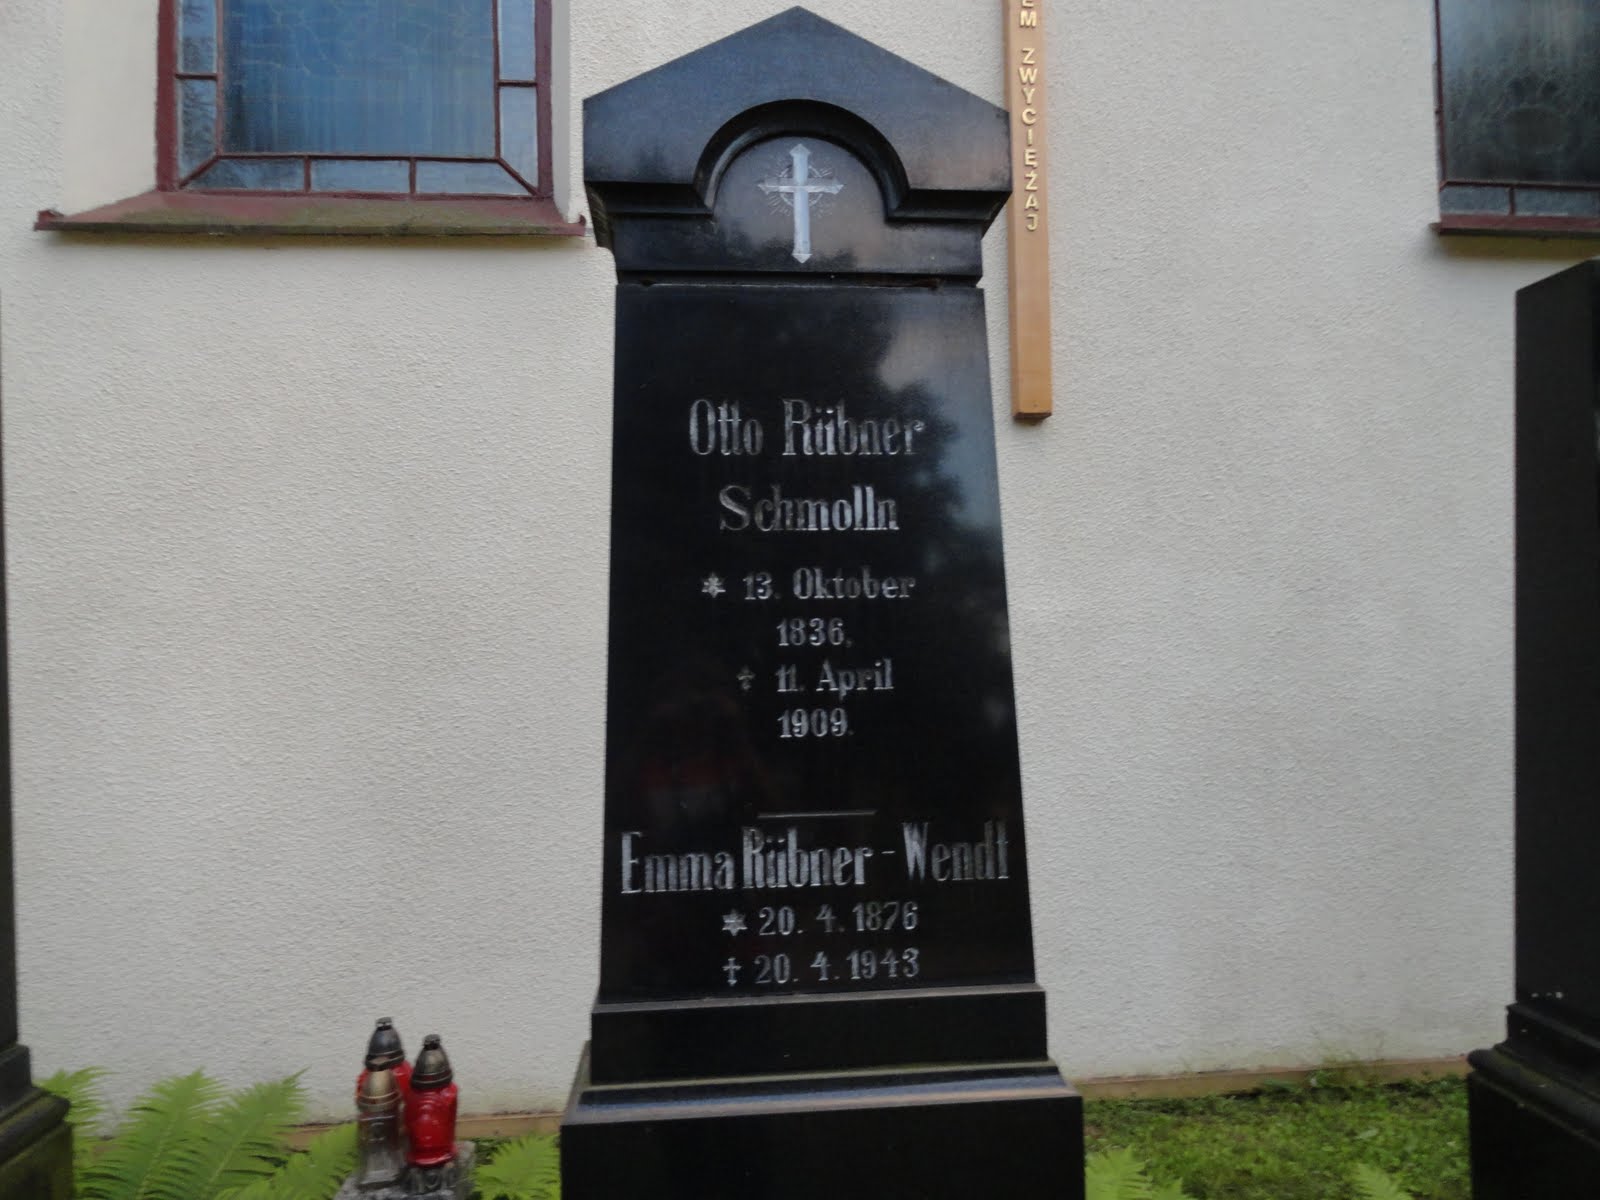 EM ZWYCIĘŻAJ
Otto Rübner
Schmolln
* 13. Oktober
1836.
† 11. April
1909.
Emma Rübner - Wendt
* 20. 4. 1876
† 20. 4. 1943